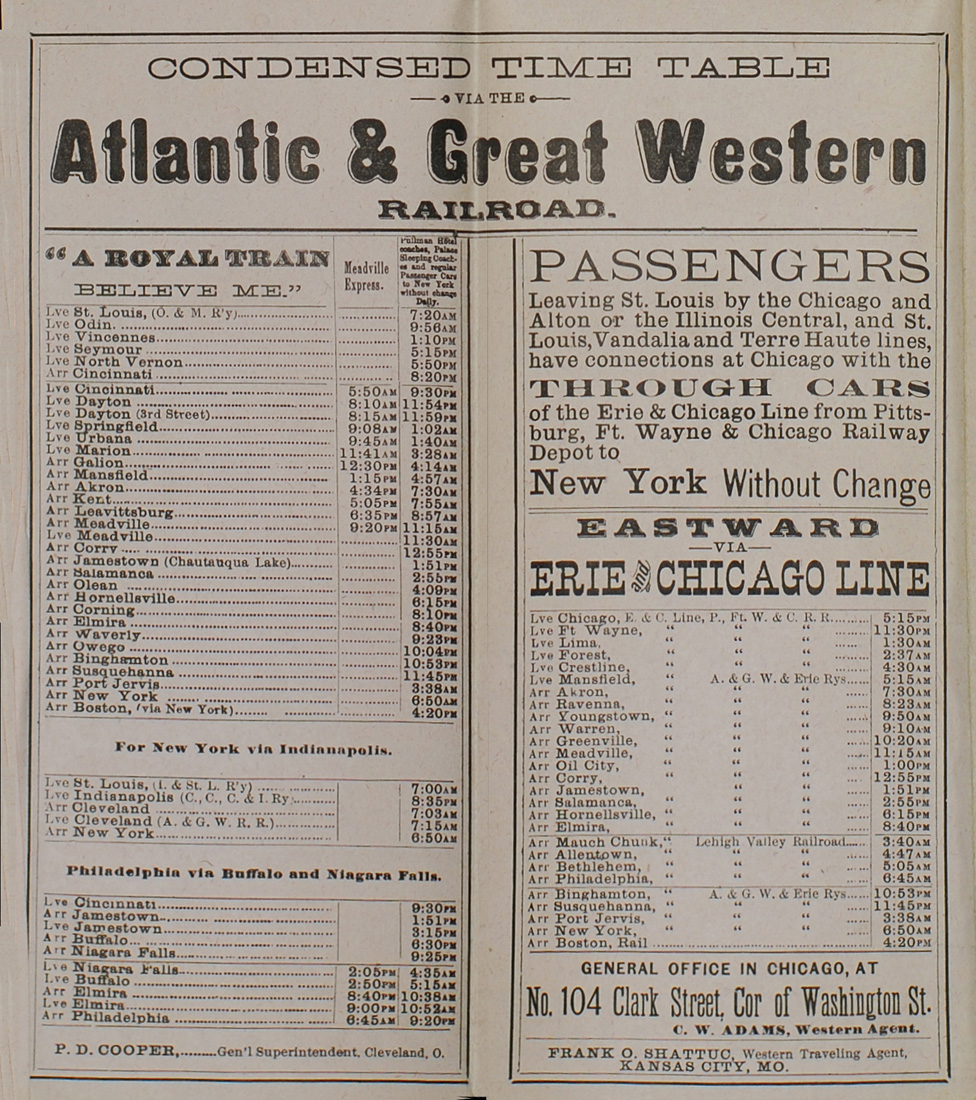 CONDENSED TIME TABLE
VIA THE
Atlantic & Great Western
RAILROAD.
"A ROYAL TRAIN
BELIEVE ME."
Meadville
Express.
Pullman Hotel
coaches, Palace
Sleeping Coach-
es and regular
Passenger Cars
to New York
without change
Daily.
Lve St. Louis, (O. & M. R'y) 7:20AM
Lve Odin. 9:56AM
Lve Vincennes 1:10PM
Lve Seymour 5:15PM
Lve North Vernon 5:50PM
Arr Cincinnati 8:20PM
Lve Cincinnati 5:50AM 9:30PM
Lve Dayton 8:10AM 11:54PM
Lve Dayton (3rd Street) 8:15AM 11:59PM
Lve Springfield 9:08AM 1:02AM
Lve Urbana 9:45AM 1:40AM
Lve Marion 11:41AM 3:28AM
Arr Galion 12:30PM 4:14AM
Arr Mansfield 1:15PM 4:57AM
Arr Akron 4:34PM 7:30AM
Arr Kent 5:05PM 7:55AM
Arr Leavittsburg 6:35PM 8:57AM
Arr Meadville 9:20PM 11:15AM
Lve Meadville 11:30AM
Arr Corry 12:55PM
Arr Jamestown (Chautauqua Lake) 1:51PM
Arr Salamanca 2:55PM
Arr Olean 4:09PM
Arr Hornellsville 6:15PM
Arr Corning 8:10PM
Arr Elmira 8:40PM
Arr Waverly 9:23PM
Arr Owego 10:04PM
Arr Binghamton 10:53PM
Arr Susquehanna 11:45PM
Arr Port Jervis 3:38AM
Arr New York 6:50AM
Arr Boston, (via New York) 4:20PM
For New York via Indianapolis.
Lve St. Louis, (I. & St. L. R'y) 7:00AM
Lve Indianapolis (C., C., C. & I. Ry) 8:35PM
Arr Cleveland 7:03AM
Lve Cleveland (A. & G. W. R. R.) 7:15AM
Arr New York 6:50AM
Philadelphia via Buffalo and Niagara Falls.
Lve Cincinnati 9:30PM
Arr Jamestown 1:51PM
Lve Jamestown 3:15PM
Arr Buffalo 6:30PM
Arr Niagara Falls 9:25PM
Lve Niagara Falls 2:05PM 4:35AM
Lve Buffalo 2:50PM 5:15AM
Arr Elmira 8:40PM 10:38AM
Lve Elmira 9:00PM 10:52AM
Arr Philadelphia 6:45AM 9:20PM
P. D. COOPER,.........Gen'l Superintendent, Cleveland, O.
PASSENGERS
Leaving St. Louis by the Chicago and
Alton or the Illinois Central, and St.
Louis, Vandalia and Terre Haute lines,
have connections at Chicago with the
THROUGH CARS
of the Erie & Chicago Line from Pitts-
burg, Ft. Wayne & Chicago Railway
Depot to
New York Without Change
EASTWARD
—VIA—
ERIE and CHICAGO LINE
Lve Chicago, E. & C. Line, P., Ft. W. & C. R. R. 5:15PM
Lve Ft Wayne, " " " 11:30PM
Lve Lima, " " " 1:30AM
Lve Forest, " " " 2:37AM
Lve Crestline, " " " 4:30AM
Lve Mansfield, " A. & G. W. & Erie Rys 5:15AM
Arr Akron, " " " 7:30AM
Arr Ravenna, " " " 8:23AM
Arr Youngstown, " " " 9:50AM
Arr Warren, " " " 9:10AM
Arr Greenville, " " " 10:20AM
Arr Meadville, " " " 11:15AM
Arr Oil City, " " " 1:00PM
Arr Corry, " " " 12:55PM
Arr Jamestown, " " 1:51PM
Arr Salamanca, " " " 2:55PM
Arr Hornellsville, " " " 6:15PM
Arr Elmira, " " " 8:40PM
Arr Mauch Chunk, " Lehigh Valley Railroad 3:40AM
Arr Allentown, " " " 4:47AM
Arr Bethlehem, " " " 5:05AM
Arr Philadelphia, " " " 6:45AM
Arr Binghamton, " A. & G. W. & Erie Rys 10:53PM
Arr Susquehanna, " " " 11:45PM
Arr Port Jervis, " " " 3:38AM
Arr New York, " " " 6:50AM
Arr Boston, Rail 4:20PM
GENERAL OFFICE IN CHICAGO, AT
No. 104 Clark Street, Cor of Washington St.
C. W. ADAMS, Western Agent.
FRANK O. SHATTUC, Western Traveling Agent,
KANSAS CITY, MO.